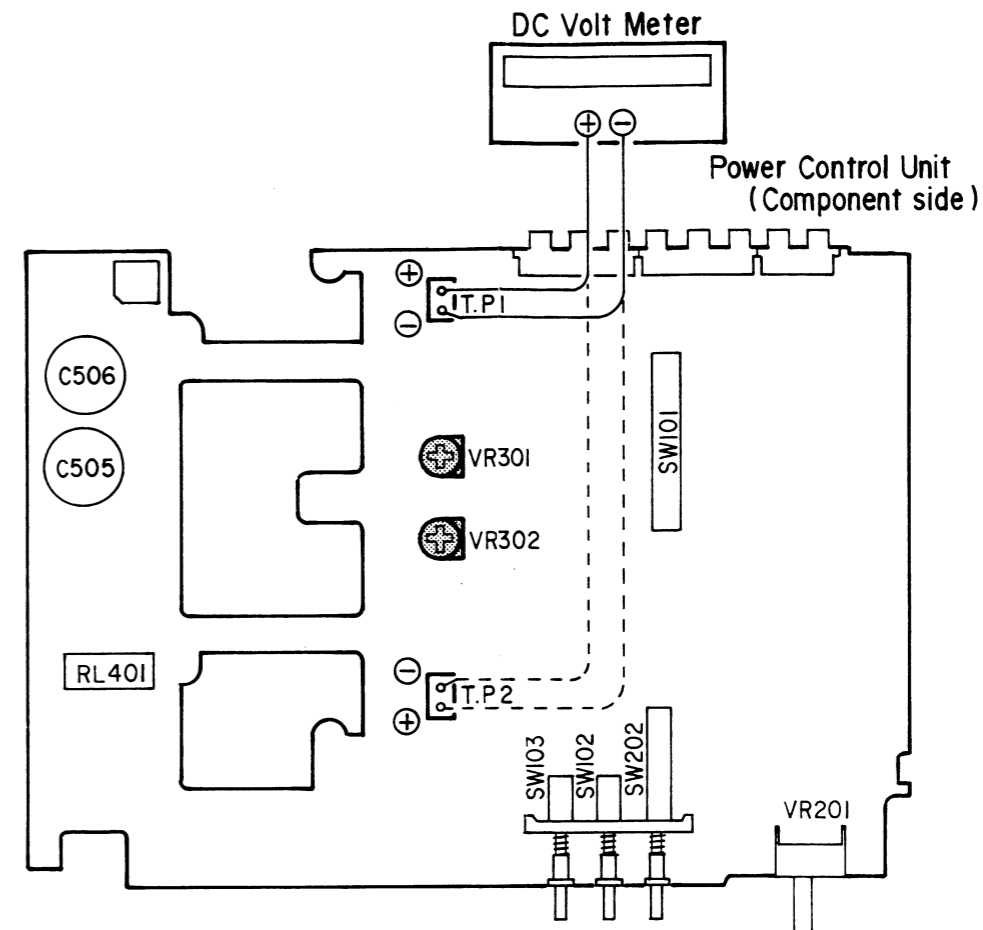 DC Volt Meter
+ −
Power Control Unit
(Component side)
+
T.P1
−
C506
C505
VR301
VR302
SW101
RL401
−
T.P2
+
SW103
SW102
SW202
VR201